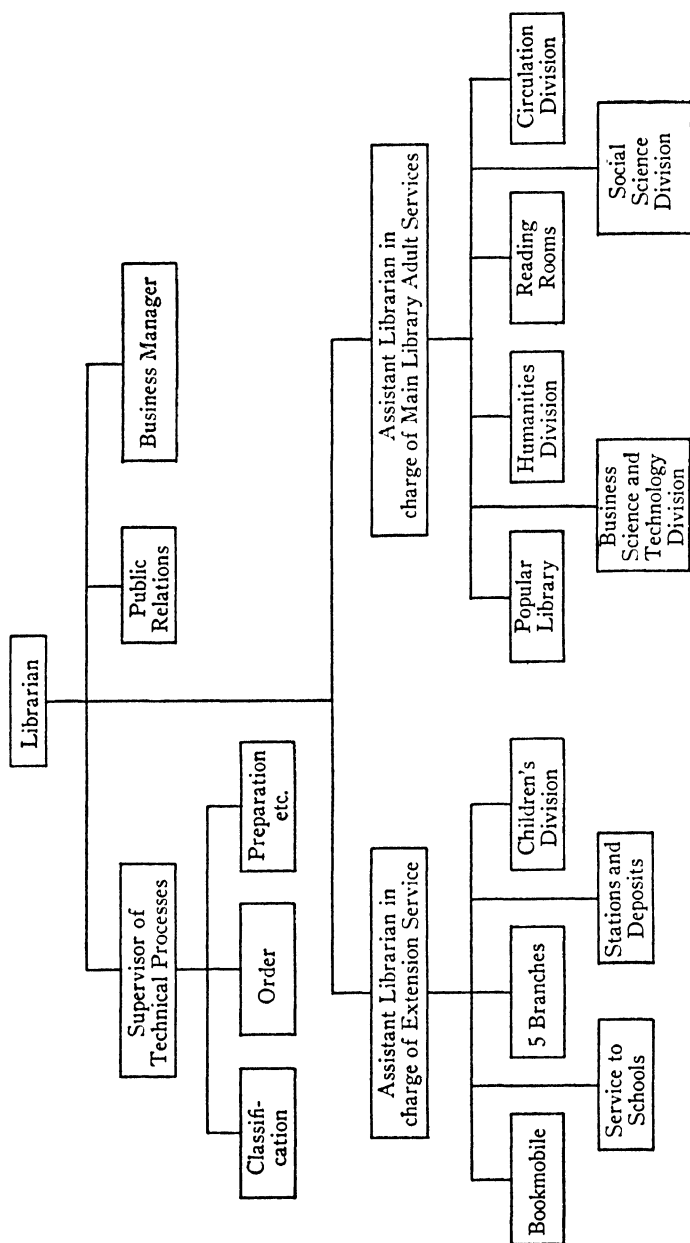 Librarian
Supervisor of
Technical Processes
Public
Relations
Business Manager
Classifi-
cation
Order
Preparation
etc.
Assistant Librarian in
charge of Extension Service
Assistant Librarian in
charge of Main Library Adult Services
Bookmobile
Service to
Schools
5 Branches
Stations and
Deposits
Children's
Division
Popular
Library
Business
Science and
Technology
Division
Humanities
Division
Reading
Rooms
Social
Science
Division
Circulation
Division